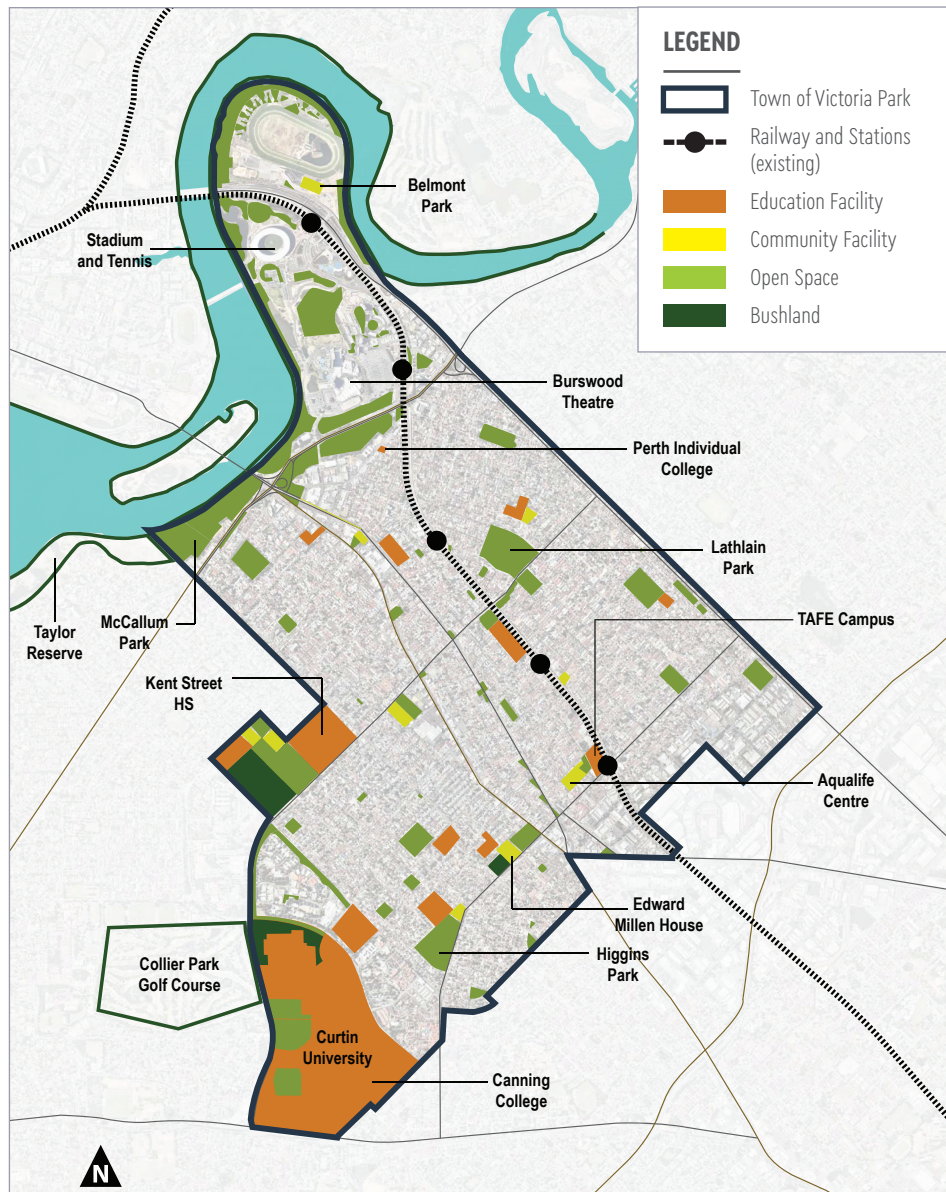 LEGEND
Town of Victoria Park
Railway and Stations
(existing)
Education Facility
Community Facility
Open Space
Bushland
Belmont
Park
Stadium
and Tennis
Burswood
Theatre
Perth Individual
College
Lathlain
Park
TAFE Campus
Taylor
Reserve
McCallum
Park
Kent Street
HS
Aqualife
Centre
Edward
Millen House
Higgins
Park
Collier Park
Golf Course
Curtin
University
Canning
College
N